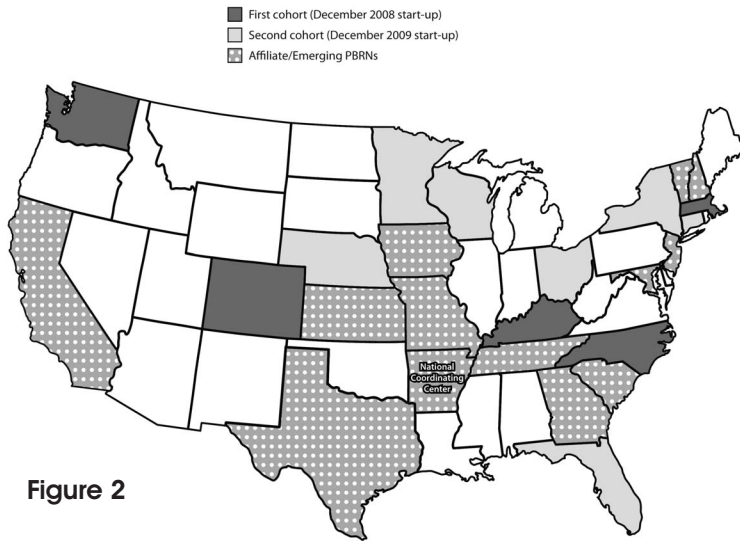 First cohort (December 2008 start-up)
Second cohort (December 2009 start-up)
Affiliate/Emerging PBRNs
National
Coordinating
Center
Figure 2